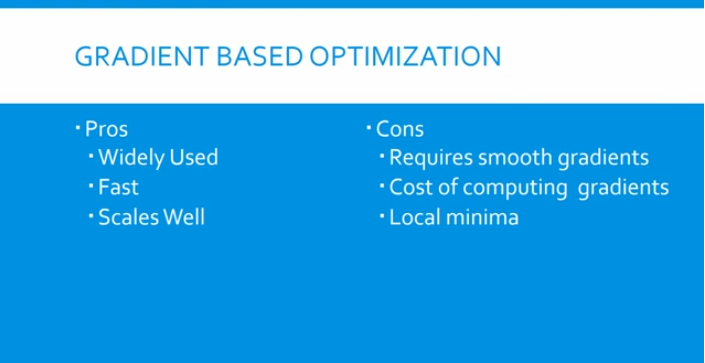 GRADIENT BASED OPTIMIZATION
▪ Pros
▪ Widely Used
▪ Fast
▪ Scales Well
▪ Cons
▪ Requires smooth gradients
▪ Cost of computing gradients
▪ Local minima